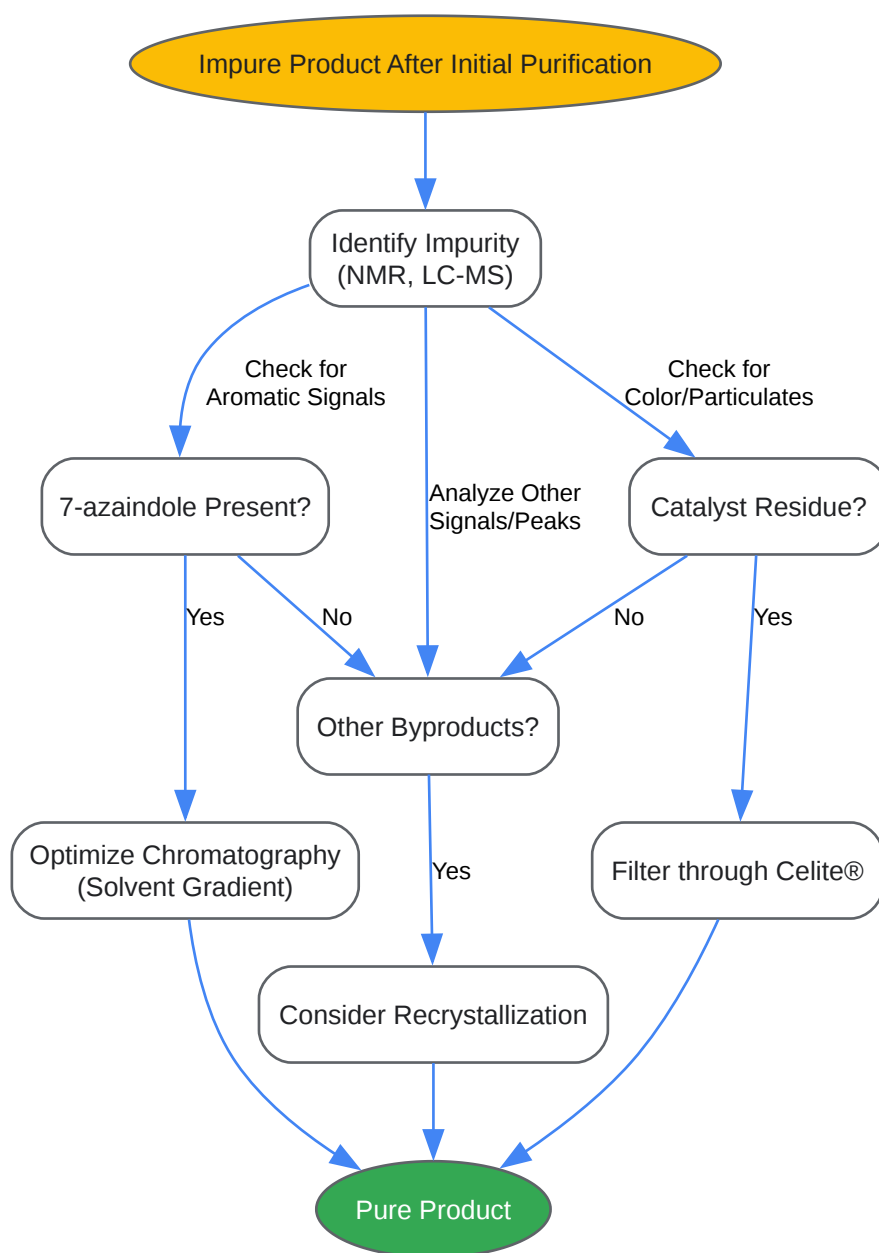 Impure Product After Initial Purification
Identify Impurity
(NMR, LC-MS)
Check for
Aromatic Signals
Check for
Color/Particulates
Analyze Other
Signals/Peaks
7-azaindole Present?
Catalyst Residue?
Yes
No
No
Yes
Other Byproducts?
Optimize Chromatography
(Solvent Gradient)
Yes
Filter through Celite®
Consider Recrystallization
Pure Product